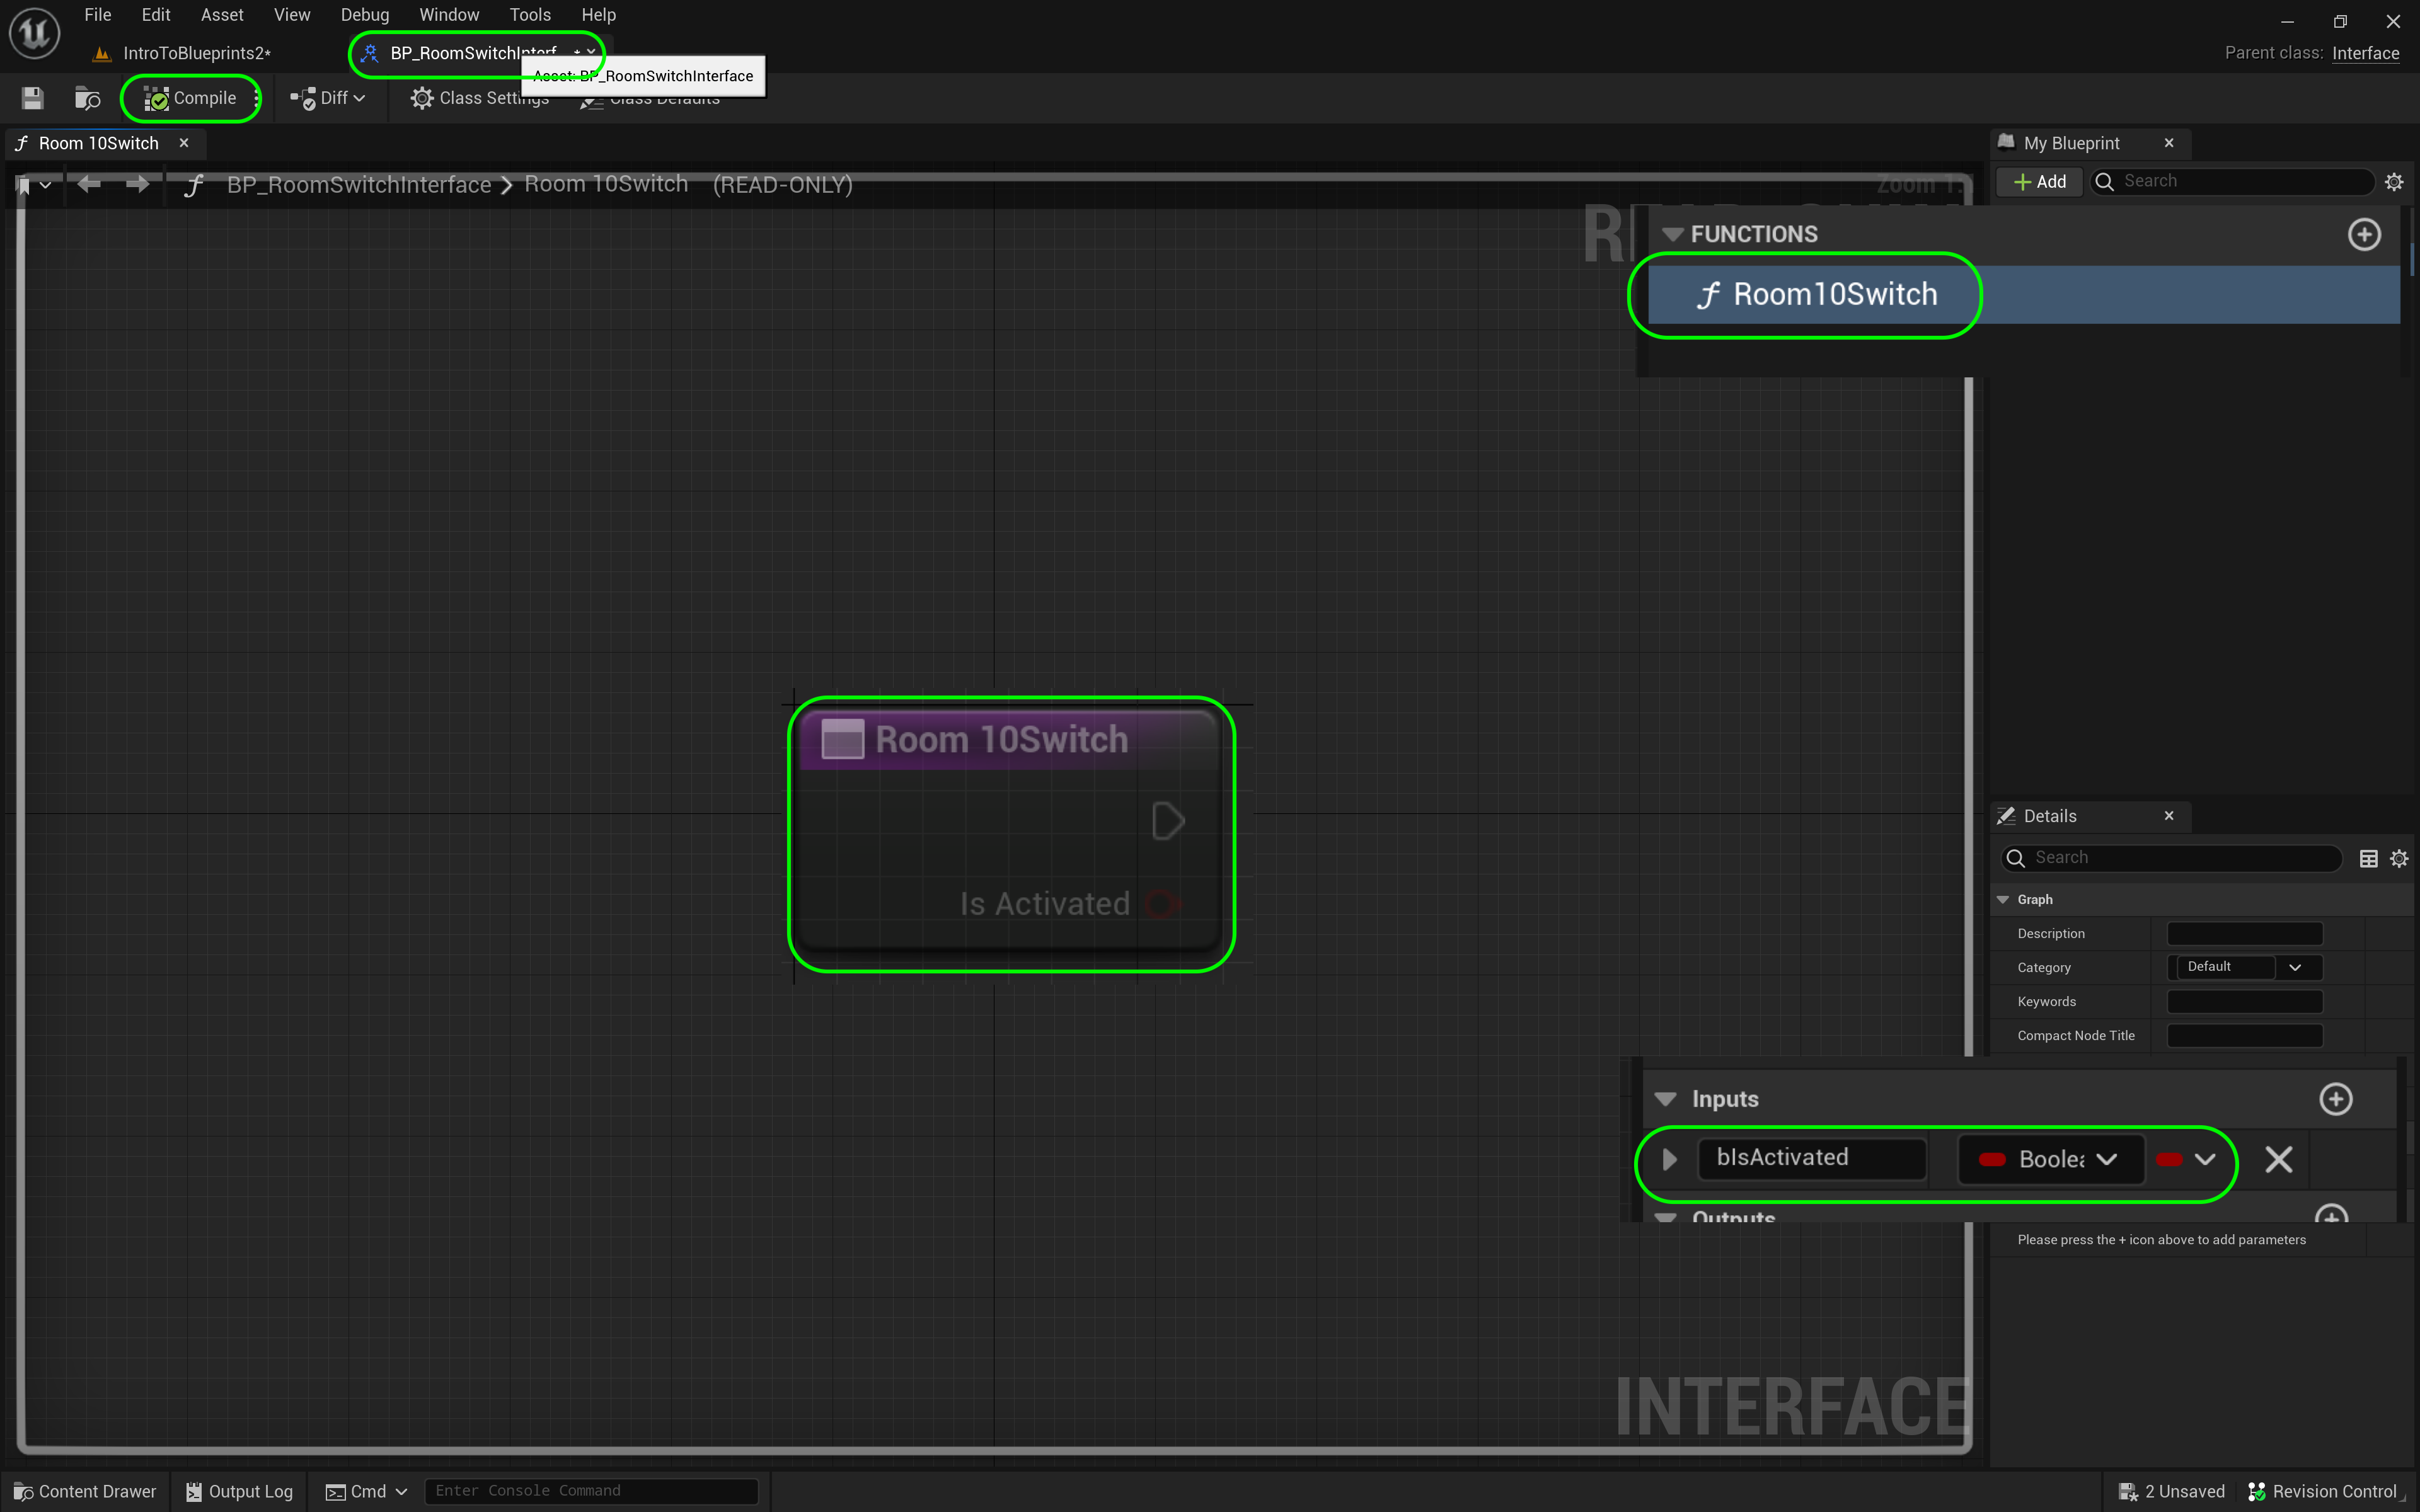 File Edit Asset View Debug Window Tools Help
IntroToBlueprints2*
BP_RoomSwitchInterf
Parent class: Interface
Asset: BP_RoomSwitchInterface
Compile
Diff
Class Settings
Class Defaults
Room 10Switch
My Blueprint
BP_RoomSwitchInterface > Room 10Switch (READ-ONLY)
Zoom 1:
+ Add
Search
FUNCTIONS
Room10Switch
Room 10Switch
Is Activated
Details
Search
Graph
Description
Category Default
Keywords
Compact Node Title
Inputs
bIsActivated Boolea
Outputs
Please press the + icon above to add parameters
INTERFACE
Content Drawer Output Log Cmd Enter Console Command 2 Unsaved Revision Control